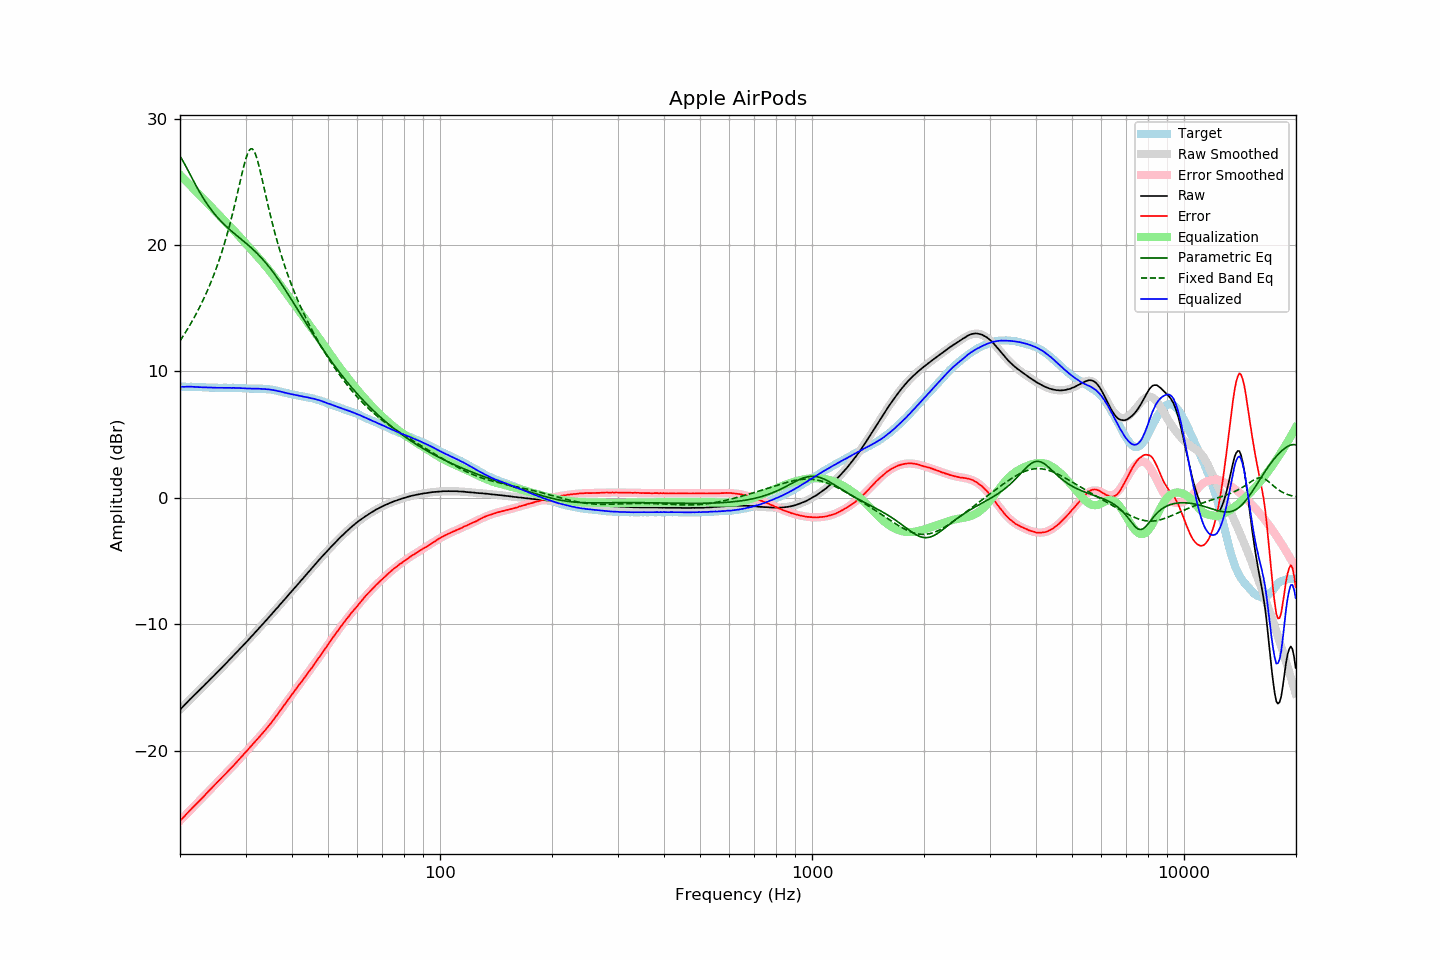 Apple AirPods
30
20
10
0
−10
−20
Amplitude (dBr)
Target
Raw Smoothed
Error Smoothed
Raw
Error
Equalization
Parametric Eq
Fixed Band Eq
Equalized
100
1000
10000
Frequency (Hz)